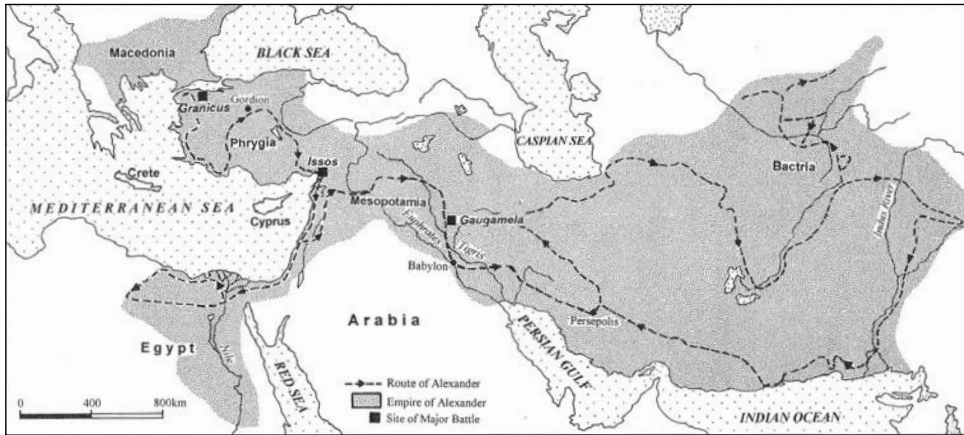 Macedonia
BLACK SEA
Granicus
Gordion
Phrygia
CASPIAN SEA
Bactria
Issos
Crete
MEDITERRANEAN SEA
Cyprus
Mesopotamia
Indus River
Gaugamela
Euphrates
Tigris
Babylon
Arabia
Persepolis
PERSIAN GULF
Egypt
Nile
RED SEA
Route of Alexander
Empire of Alexander
Site of Major Battle
0 400 800km
INDIAN OCEAN